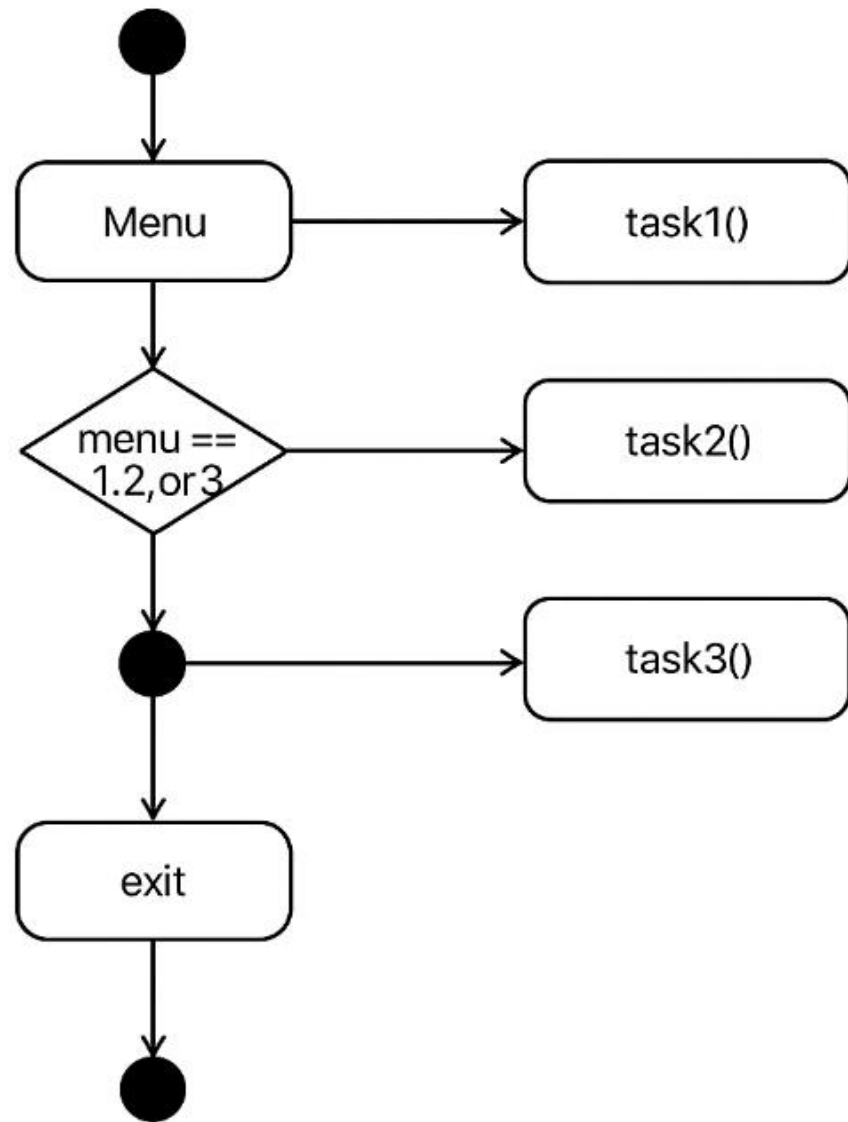 Menu
task1()
menu ==
1.2,or3
task2()
task3()
exit